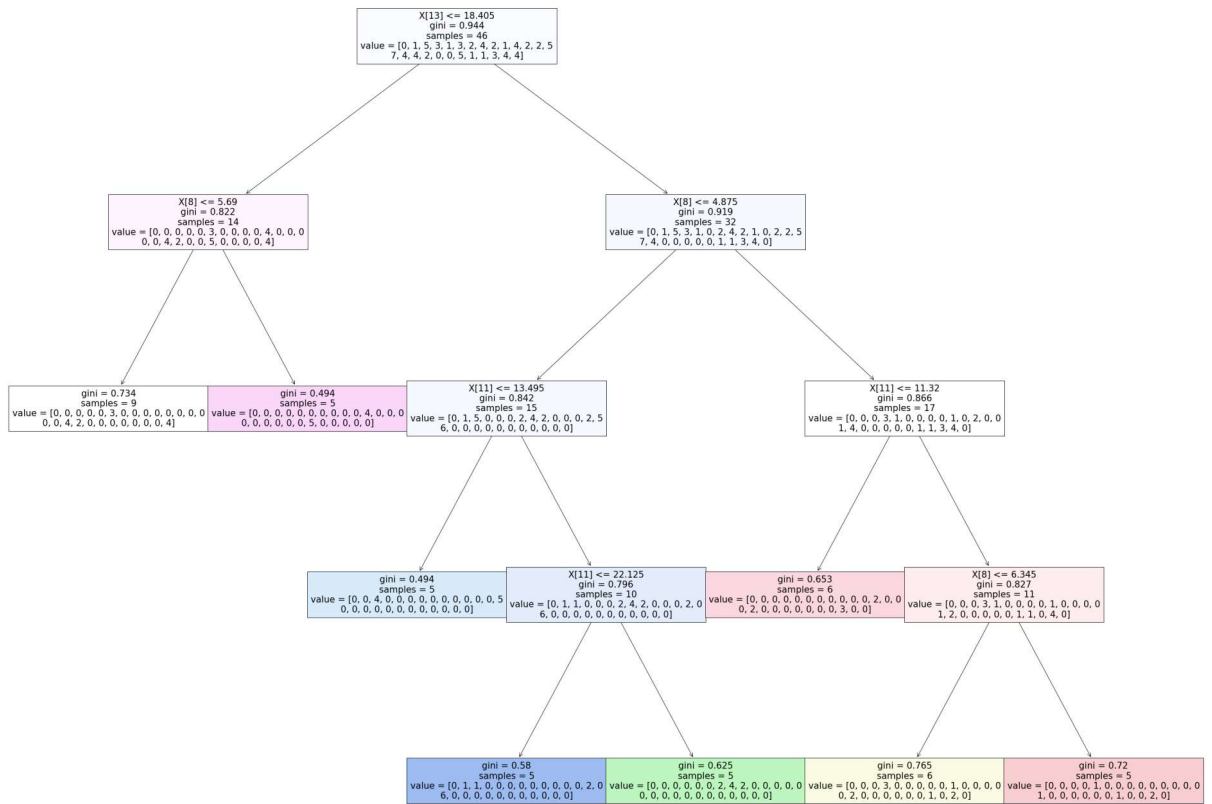 X[13] <= 18.405
gini = 0.944
samples = 46
value = [0, 1, 5, 3, 1, 3, 2, 4, 2, 1, 4, 2, 2, 5
7, 4, 4, 2, 0, 0, 5, 1, 1, 3, 4, 4]
X[8] <= 5.69
gini = 0.822
samples = 14
value = [0, 0, 0, 0, 0, 3, 0, 0, 0, 0, 4, 0, 0, 0
0, 0, 4, 2, 0, 0, 5, 0, 0, 0, 0, 4]
X[8] <= 4.875
gini = 0.919
samples = 32
value = [0, 1, 5, 3, 1, 0, 2, 4, 2, 1, 0, 2, 2, 5
7, 4, 0, 0, 0, 0, 0, 1, 1, 3, 4, 0]
gini = 0.734
samples = 9
value = [0, 0, 0, 0, 0, 3, 0, 0, 0, 0, 0, 0, 0, 0
0, 0, 4, 2, 0, 0, 0, 0, 0, 0, 0, 4]
gini = 0.494
samples = 5
value = [0, 0, 0, 0, 0, 0, 0, 0, 0, 0, 4, 0, 0, 0
0, 0, 0, 0, 0, 0, 5, 0, 0, 0, 0, 0]
X[11] <= 13.495
gini = 0.842
samples = 15
value = [0, 1, 5, 0, 0, 0, 2, 4, 2, 0, 0, 0, 2, 5
6, 0, 0, 0, 0, 0, 0, 0, 0, 0, 0, 0]
X[11] <= 11.32
gini = 0.866
samples = 17
value = [0, 0, 0, 3, 1, 0, 0, 0, 0, 1, 0, 2, 0, 0
1, 4, 0, 0, 0, 0, 0, 1, 1, 3, 4, 0]
gini = 0.494
samples = 5
value = [0, 0, 4, 0, 0, 0, 0, 0, 0, 0, 0, 0, 0, 5
0, 0, 0, 0, 0, 0, 0, 0, 0, 0, 0, 0]
X[11] <= 22.125
gini = 0.796
samples = 10
value = [0, 1, 1, 0, 0, 0, 2, 4, 2, 0, 0, 0, 2, 0
6, 0, 0, 0, 0, 0, 0, 0, 0, 0, 0, 0]
gini = 0.653
samples = 6
value = [0, 0, 0, 0, 0, 0, 0, 0, 0, 0, 0, 2, 0, 0
0, 2, 0, 0, 0, 0, 0, 0, 0, 3, 0, 0]
X[8] <= 6.345
gini = 0.827
samples = 11
value = [0, 0, 0, 3, 1, 0, 0, 0, 0, 1, 0, 0, 0, 0
1, 2, 0, 0, 0, 0, 0, 1, 1, 0, 4, 0]
gini = 0.58
samples = 5
value = [0, 1, 1, 0, 0, 0, 0, 0, 0, 0, 0, 0, 2, 0
6, 0, 0, 0, 0, 0, 0, 0, 0, 0, 0, 0]
gini = 0.625
samples = 5
value = [0, 0, 0, 0, 0, 0, 2, 4, 2, 0, 0, 0, 0, 0
0, 0, 0, 0, 0, 0, 0, 0, 0, 0, 0, 0]
gini = 0.765
samples = 6
value = [0, 0, 0, 3, 0, 0, 0, 0, 0, 1, 0, 0, 0, 0
0, 2, 0, 0, 0, 0, 0, 0, 1, 0, 2, 0]
gini = 0.72
samples = 5
value = [0, 0, 0, 0, 1, 0, 0, 0, 0, 0, 0, 0, 0, 0
1, 0, 0, 0, 0, 0, 0, 1, 0, 0, 2, 0]